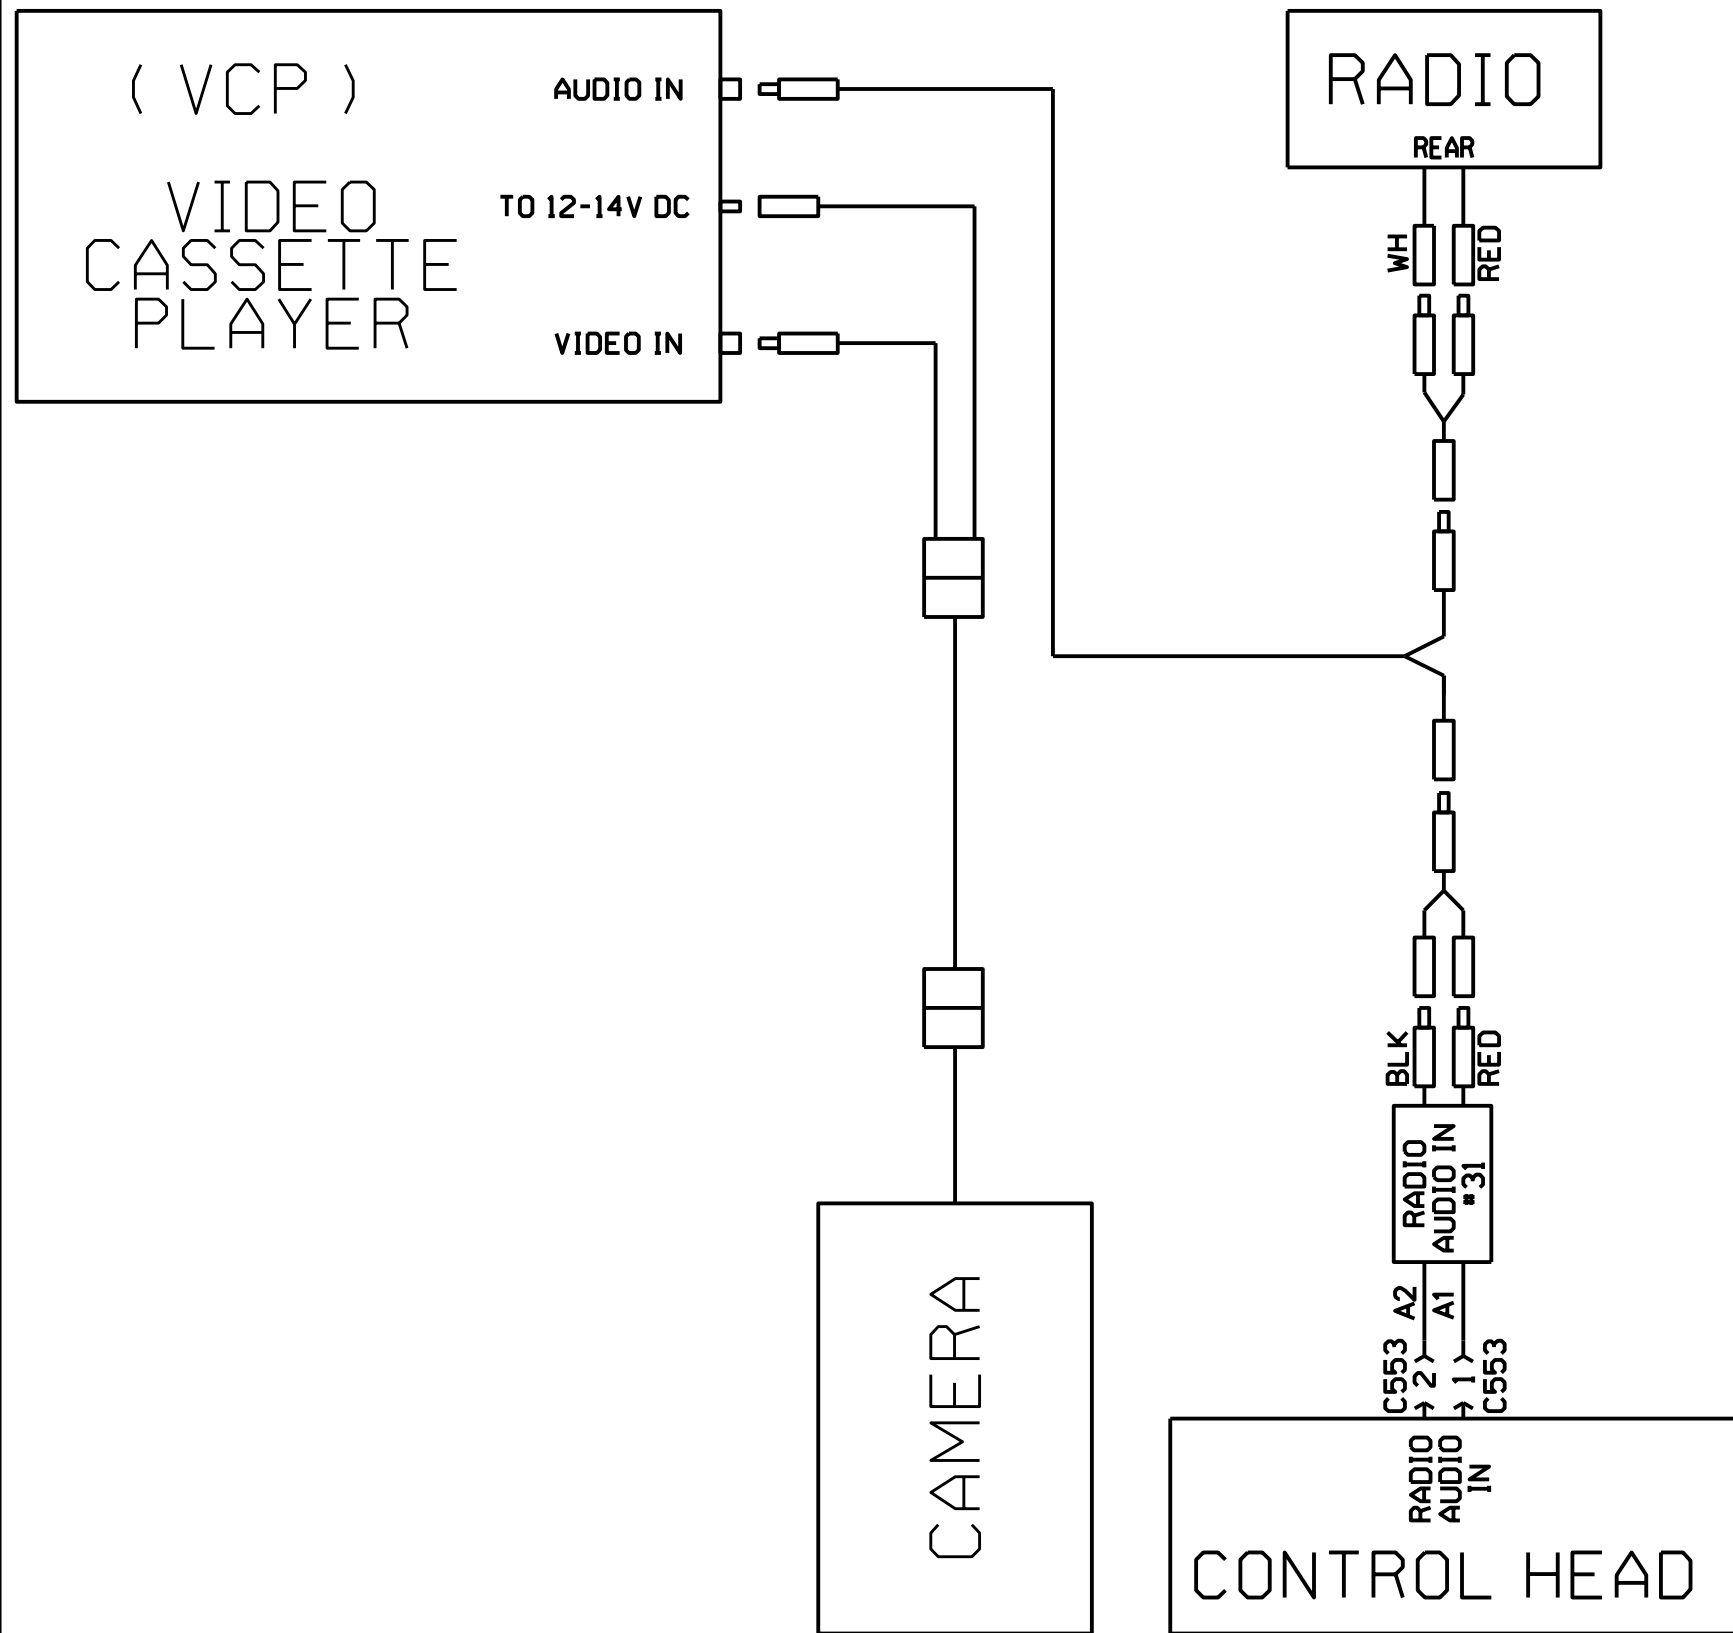 ( VCP )
VIDEO
CASSETTE
PLAYER
AUDIO IN
TO 12-14V DC
VIDEO IN
RADIO
REAR
WH
RED
BLK
RED
RADIO
AUDIO IN
#31
A2
A1
C553
2
1
C553
RADIO
AUDIO
IN
CONTROL HEAD
CAMERA